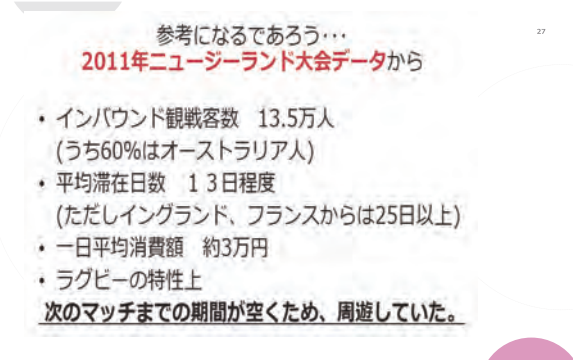 27
参考になるであろう･･･
2011年ニュージーランド大会データから
• インバウンド観戦客数　13.5万人
(うち60%はオーストラリア人)
• 平均滞在日数　１３日程度
(ただしイングランド、フランスからは25日以上)
• 一日平均消費額　約3万円
• ラグビーの特性上
次のマッチまでの期間が空くため、周遊していた。